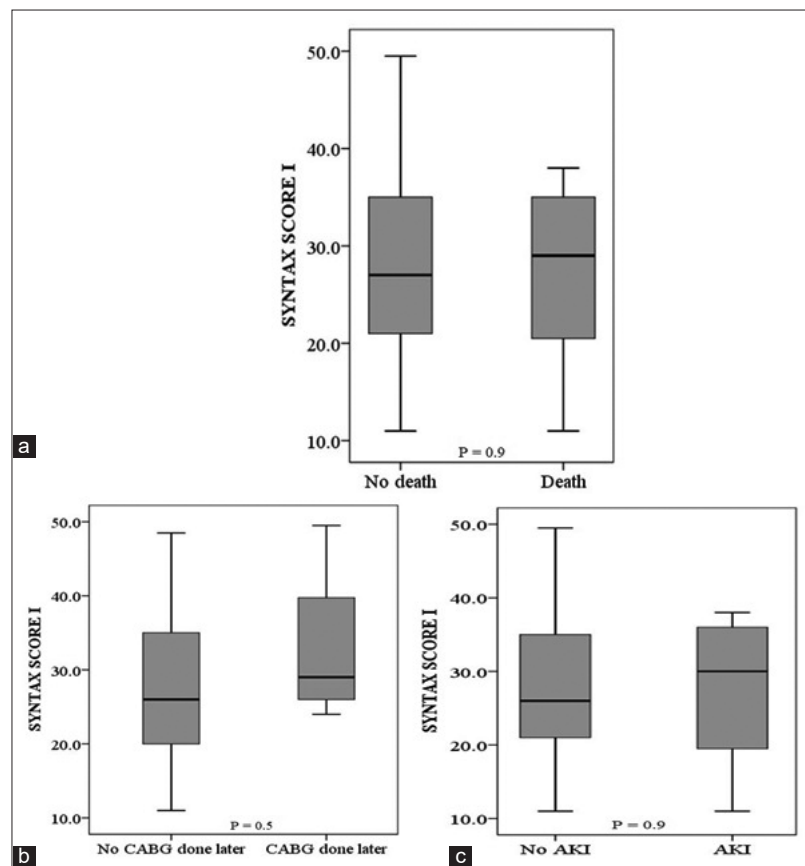 50.0
40.0
30.0
20.0
10.0
SYNTAX SCORE I
P = 0.9
No death Death
a
50.0
40.0
30.0
20.0
10.0
SYNTAX SCORE I
P = 0.5
No CABG done later CABG done later
b
50.0
40.0
30.0
20.0
10.0
SYNTAX SCORE I
P = 0.9
No AKI AKI
c